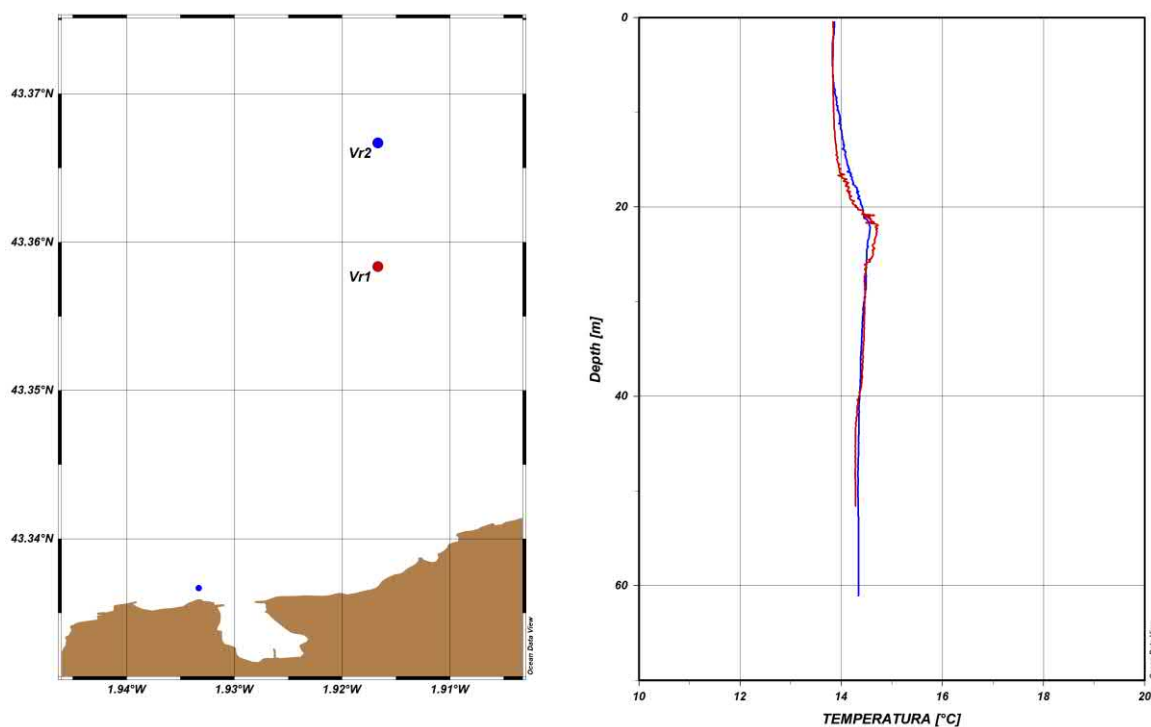 43.37°N
43.36°N
43.35°N
43.34°N
Vr2
Vr1
1.94°W 1.93°W 1.92°W 1.91°W
Ocean Data View
0
20
40
60
Depth [m]
10 12 14 16 18 20
TEMPERATURA [°C]